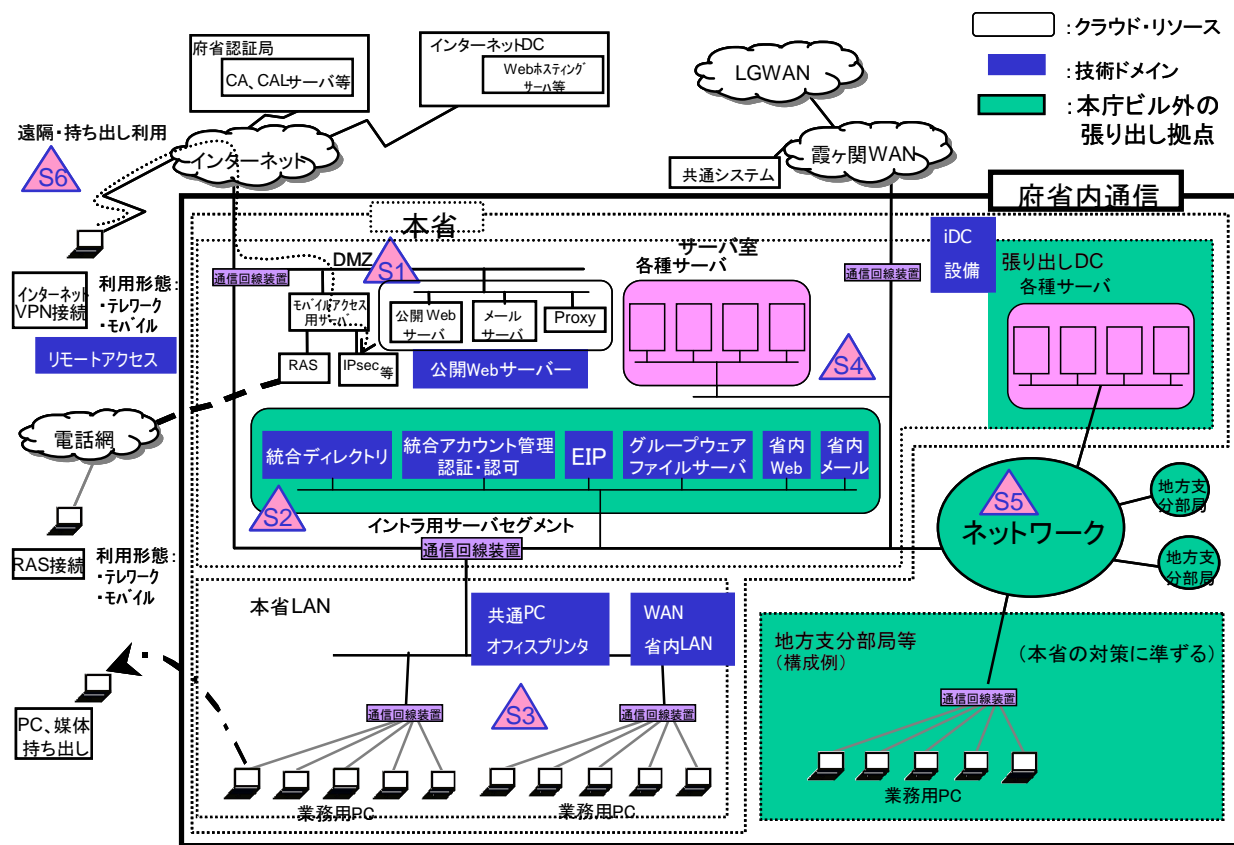 ：クラウド・リソース
：技術ドメイン
：本庁ビル外の
張り出し拠点
府省認証局
CA、CALサーバ等
インターネットDC
Webホスティング
サーバ等
LGWAN
遠隔・持ち出し利用
S6
インターネット
霞ヶ関WAN
共通システム
府省内通信
本省
DMZ
S1
サーバ室
各種サーバ
iDC
設備
張り出しDC
各種サーバ
通信回線装置
通信回線装置
インターネット
VPN接続
利用形態：
・テレワーク
・モバイル
モバイルアクセス
用サーバ
公開Web
サーバ
メール
サーバ
Proxy
リモートアクセス
RAS
IPsec等
公開Webサーバー
S4
電話網
統合ディレクトリ
統合アカウント管理
認証・認可
EIP
グループウェア
ファイルサーバ
省内
Web
省内
メール
S2
イントラ用サーバセグメント
S5
ネットワーク
地方支
分部局
地方支
分部局
通信回線装置
RAS接続
利用形態：
・テレワーク
・モバイル
本省LAN
共通PC
オフィスプリンタ
WAN
省内LAN
地方支分部局等
（構成例）
（本省の対策に準ずる）
PC、媒体
持ち出し
S3
通信回線装置
通信回線装置
通信回線装置
業務用PC
業務用PC
業務用PC